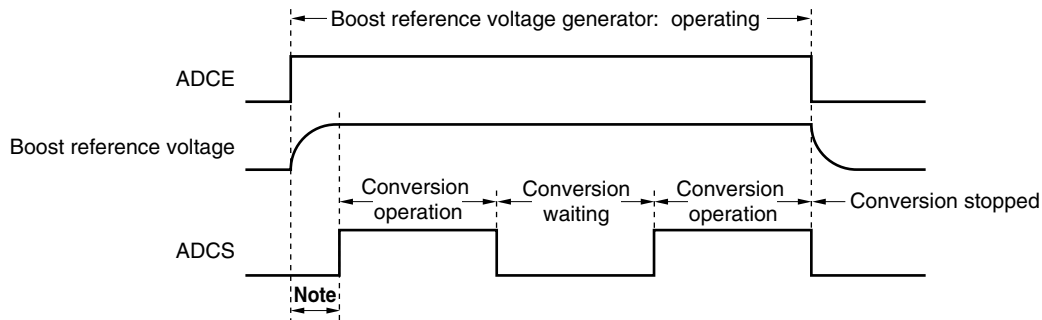 Boost reference voltage generator: operating
ADCE
Boost reference voltage
Conversion
operation
Conversion
waiting
Conversion
operation
Conversion stopped
ADCS
Note